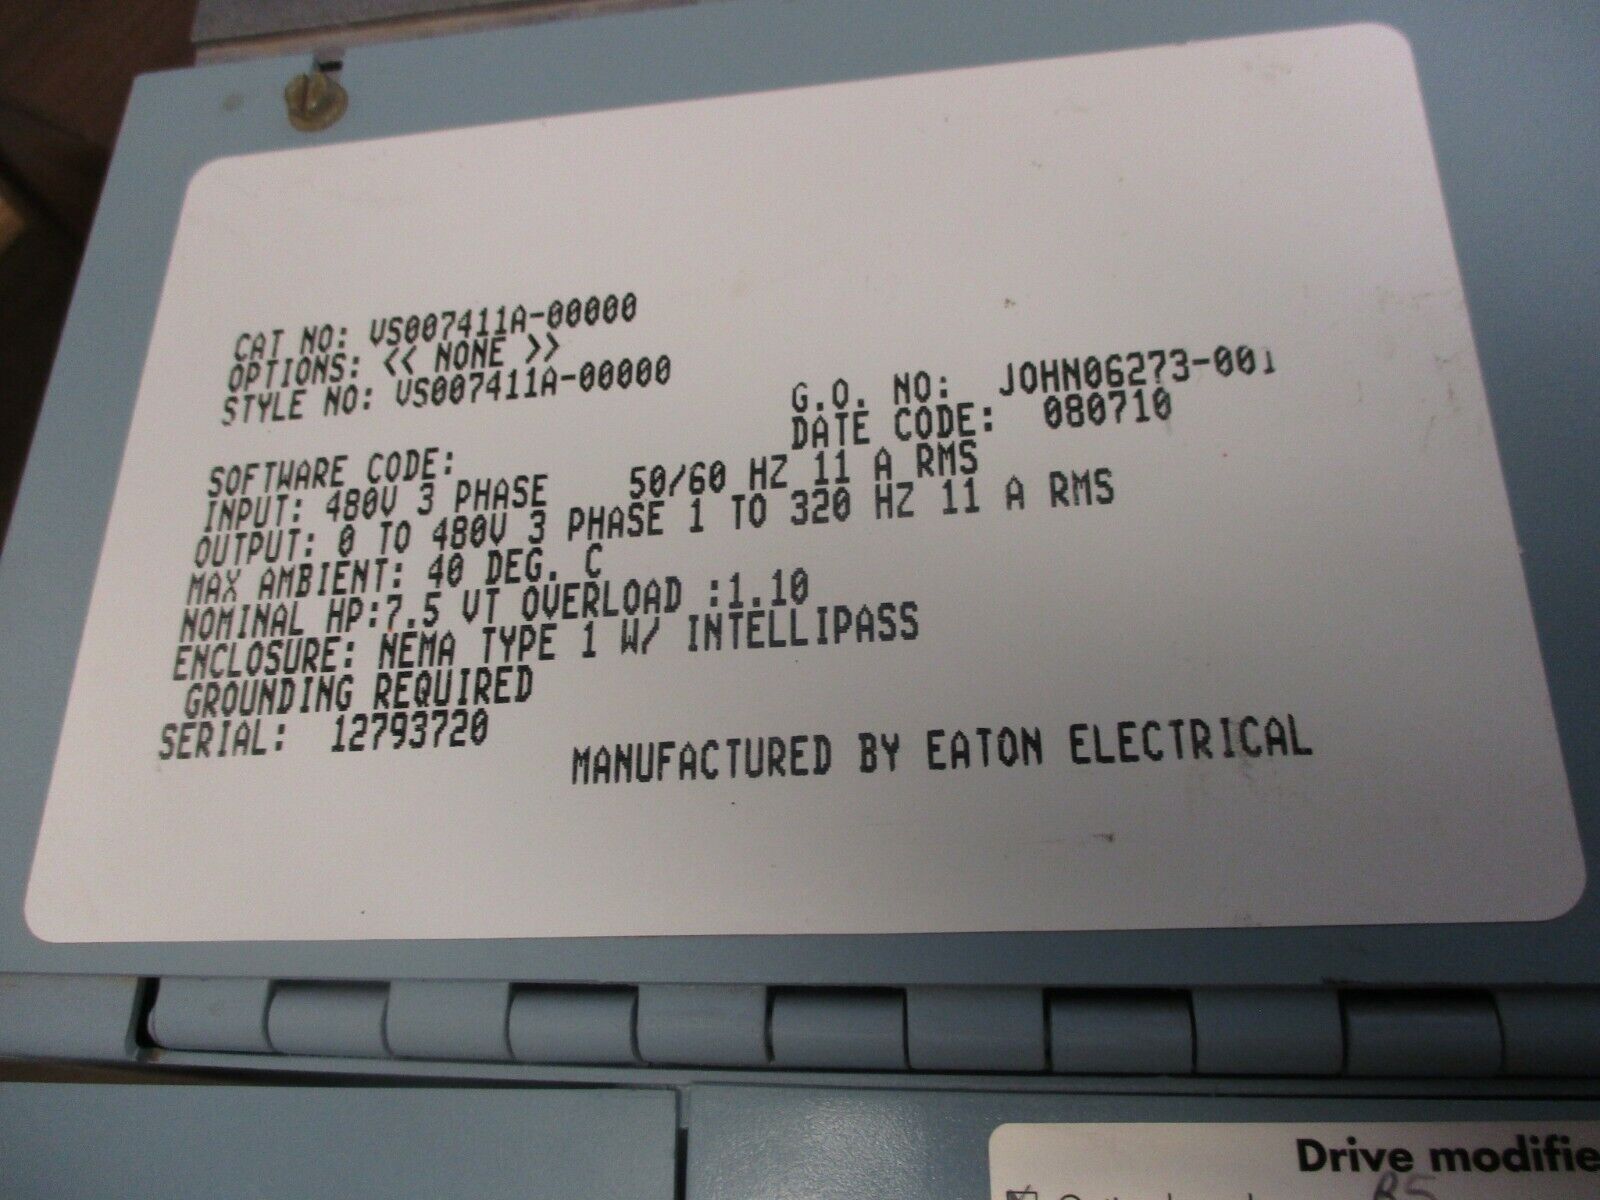 CAT NO: VS007411A-00000
OPTIONS: << NONE >>
STYLE NO: VS007411A-00000
G.O. NO: JOHN06273-001
DATE CODE: 080710
SOFTWARE CODE:
INPUT: 480V 3 PHASE 50/60 HZ 11 A RMS
OUTPUT: 0 TO 480V 3 PHASE 1 TO 320 HZ 11 A RMS
MAX AMBIENT: 40 DEG. C
NOMINAL HP:7.5 VT OVERLOAD :1.10
ENCLOSURE: NEMA TYPE 1 W/ INTELLIPASS
GROUNDING REQUIRED
SERIAL: 12793720
MANUFACTURED BY EATON ELECTRICAL
Drive modifie